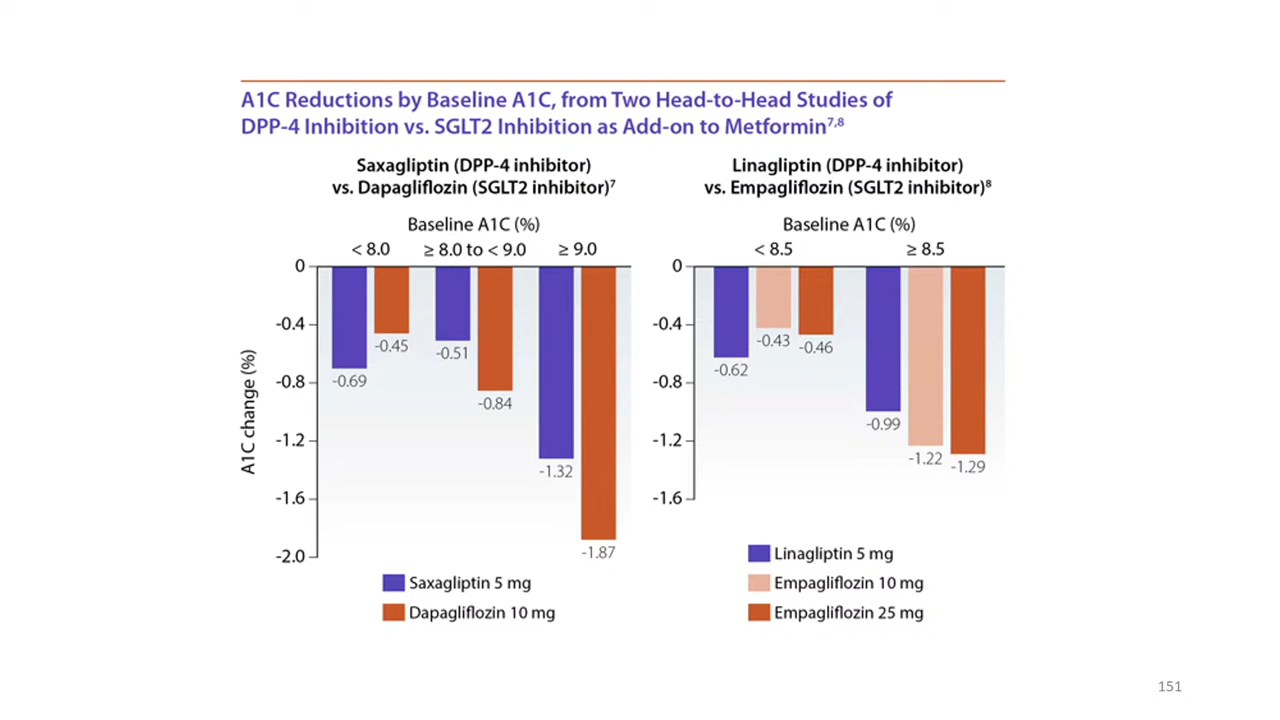 A1C Reductions by Baseline A1C, from Two Head-to-Head Studies of
DPP-4 Inhibition vs. SGLT2 Inhibition as Add-on to Metformin⁷,⁸
Saxagliptin (DPP-4 inhibitor)
vs. Dapagliflozin (SGLT2 inhibitor)⁷
Baseline A1C (%)
< 8.0 ≥ 8.0 to < 9.0 ≥ 9.0
0
-0.4
-0.8
-1.2
-1.6
-2.0
A1C change (%)
-0.69
-0.45
-0.51
-0.84
-1.32
-1.87
Saxagliptin 5 mg
Dapagliflozin 10 mg
Linagliptin (DPP-4 inhibitor)
vs. Empagliflozin (SGLT2 inhibitor)⁸
Baseline A1C (%)
< 8.5 ≥ 8.5
0
-0.4
-0.8
-1.2
-1.6
-0.62
-0.43
-0.46
-0.99
-1.22
-1.29
Linagliptin 5 mg
Empagliflozin 10 mg
Empagliflozin 25 mg
151